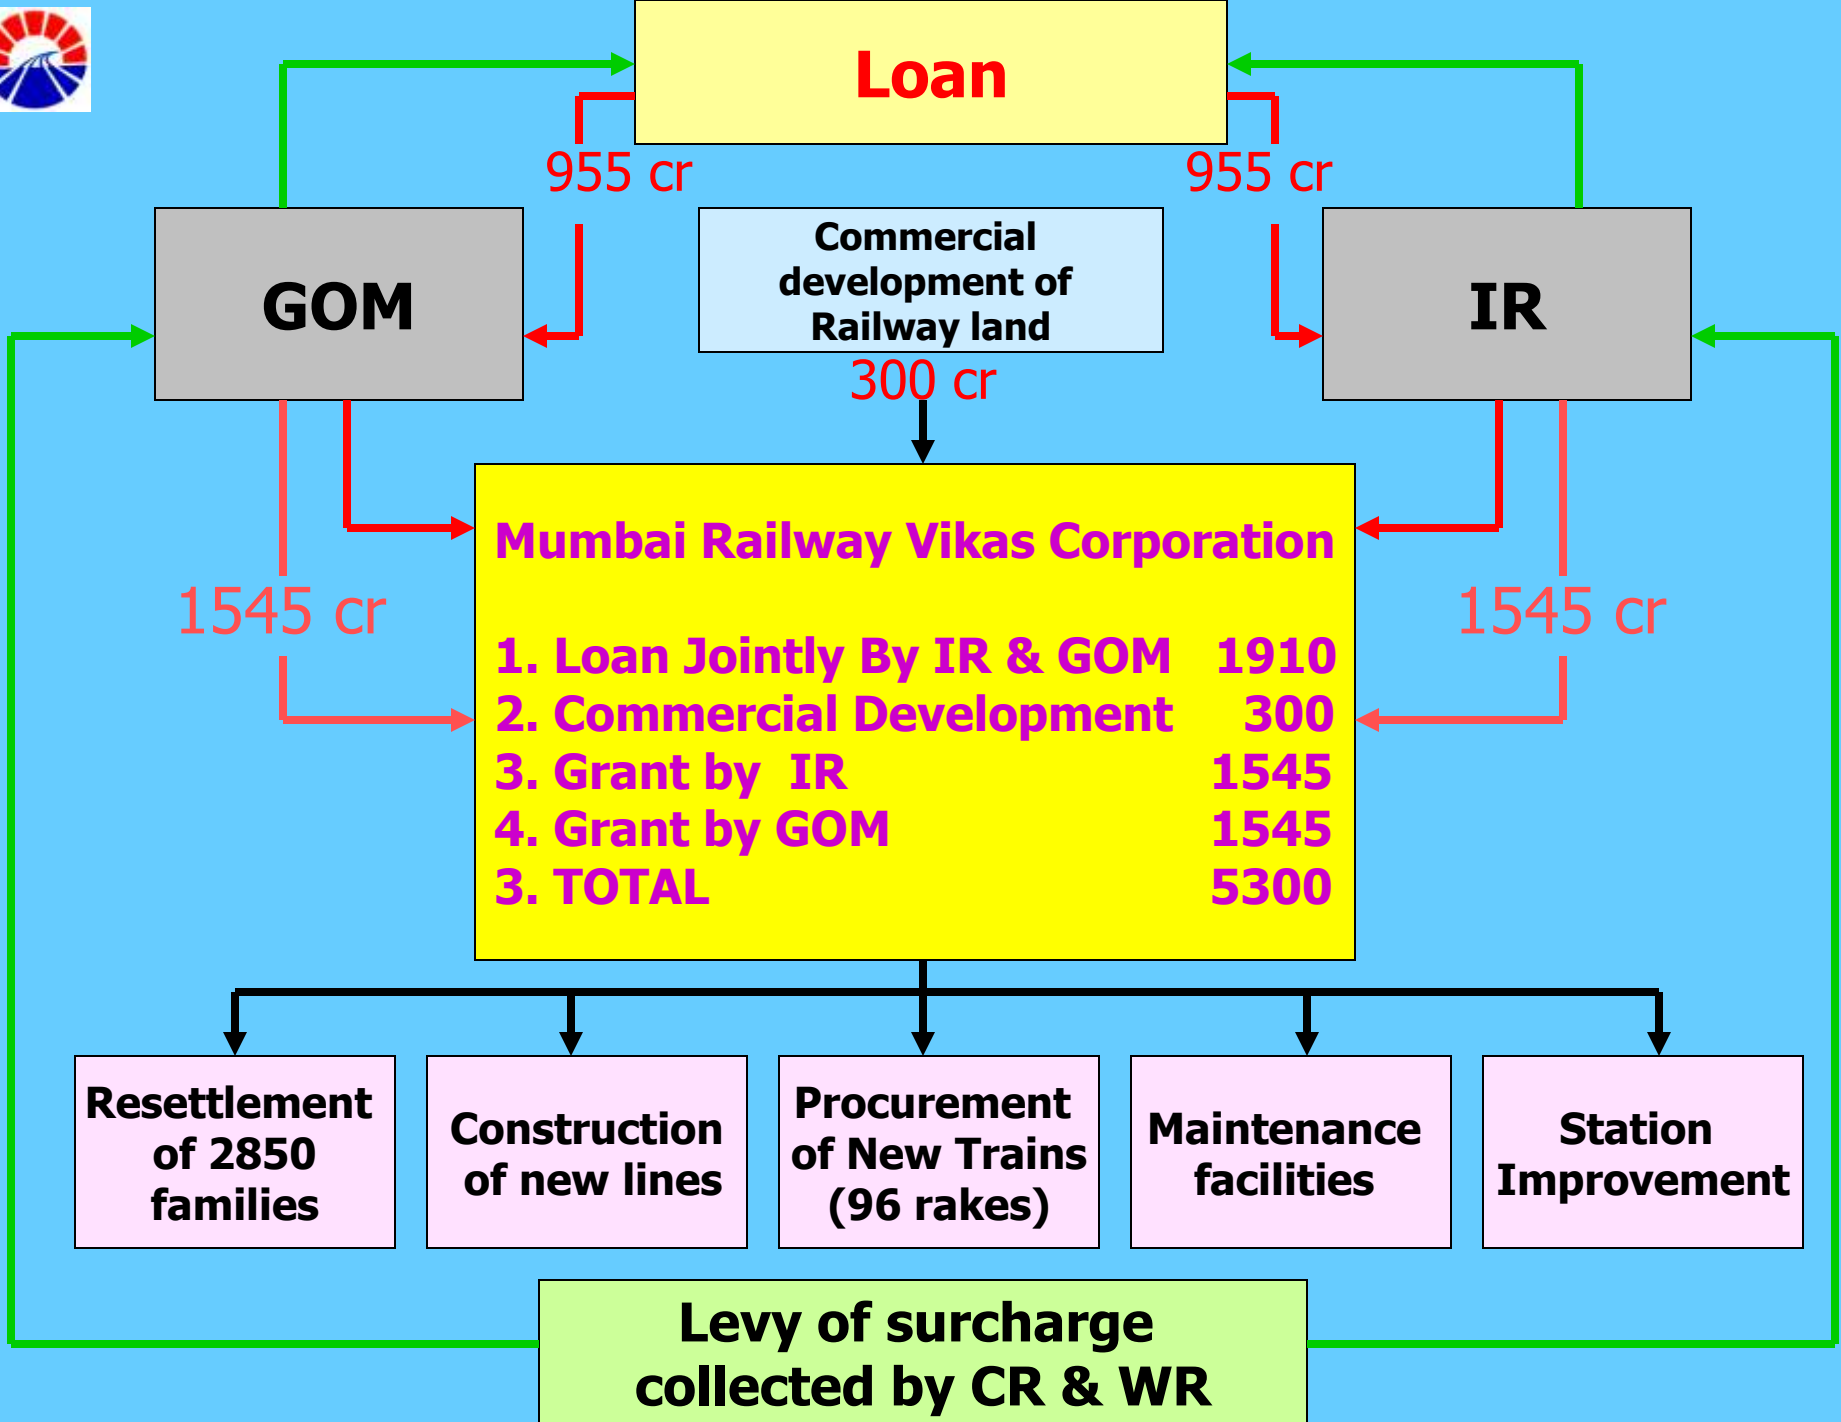 Loan
955 cr
955 cr
GOM
Commercial
development of
Railway land
IR
300 cr
Mumbai Railway Vikas Corporation
1545 cr
1545 cr
1. Loan Jointly By IR & GOM 1910
2. Commercial Development 300
3. Grant by IR 1545
4. Grant by GOM 1545
3. TOTAL 5300
Resettlement
of 2850
families
Construction
of new lines
Procurement
of New Trains
(96 rakes)
Maintenance
facilities
Station
Improvement
Levy of surcharge
collected by CR & WR